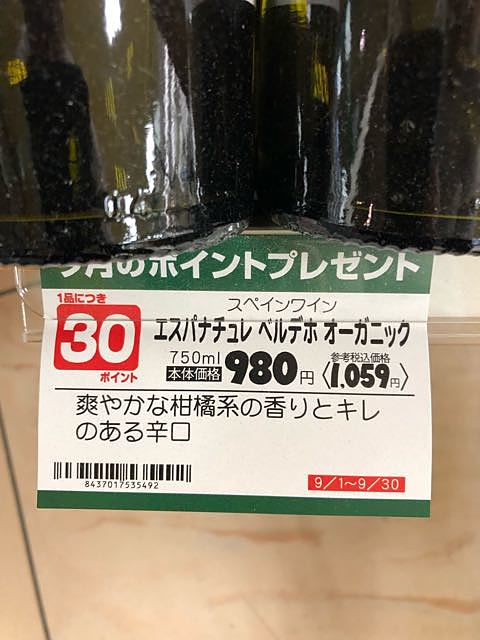 9月のポイントプレゼント
1品につき
30
ポイント
スペインワイン
エスパナチュレ ベルデホ オーガニック
750ml
本体価格
980円
参考税込価格
〈1,059円〉
爽やかな柑橘系の香りとキレ
のある辛口
8437017535492
9/1〜9/30